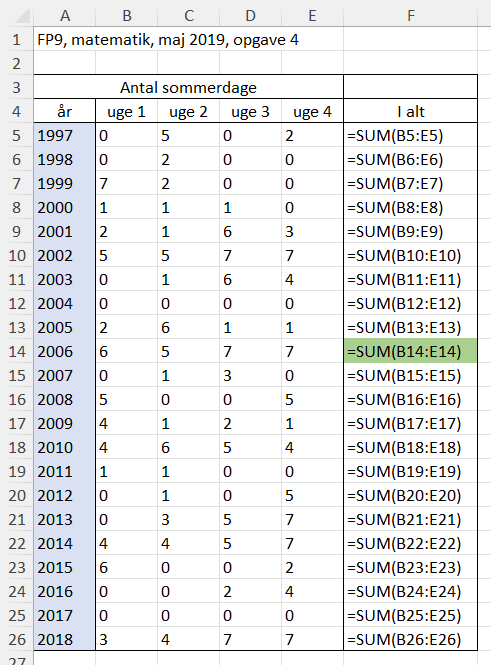 A B C D E F
1 FP9, matematik, maj 2019, opgave 4
2
3 Antal sommerdage
4 år uge 1 uge 2 uge 3 uge 4 I alt
5 1997 0 5 0 2 =SUM(B5:E5)
6 1998 0 2 0 0 =SUM(B6:E6)
7 1999 7 2 0 0 =SUM(B7:E7)
8 2000 1 1 1 0 =SUM(B8:E8)
9 2001 2 1 6 3 =SUM(B9:E9)
10 2002 5 5 7 7 =SUM(B10:E10)
11 2003 0 1 6 4 =SUM(B11:E11)
12 2004 0 0 0 0 =SUM(B12:E12)
13 2005 2 6 1 1 =SUM(B13:E13)
14 2006 6 5 7 7 =SUM(B14:E14)
15 2007 0 1 3 0 =SUM(B15:E15)
16 2008 5 0 0 5 =SUM(B16:E16)
17 2009 4 1 2 1 =SUM(B17:E17)
18 2010 4 6 5 4 =SUM(B18:E18)
19 2011 1 1 0 0 =SUM(B19:E19)
20 2012 0 1 0 5 =SUM(B20:E20)
21 2013 0 3 5 7 =SUM(B21:E21)
22 2014 4 4 5 7 =SUM(B22:E22)
23 2015 6 0 0 2 =SUM(B23:E23)
24 2016 0 0 2 4 =SUM(B24:E24)
25 2017 0 0 0 0 =SUM(B25:E25)
26 2018 3 4 7 7 =SUM(B26:E26)
27